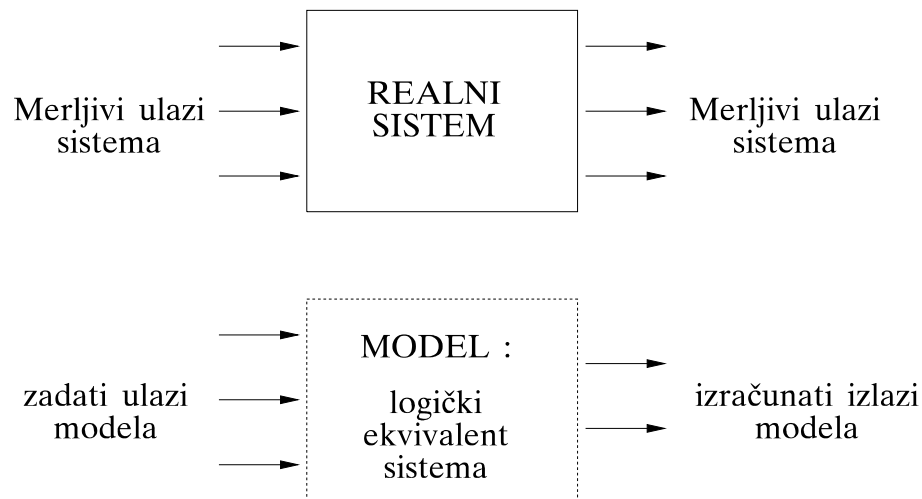 Merljivi ulazi
sistema
REALNI
SISTEM
Merljivi ulazi
sistema
zadati ulazi
modela
MODEL :
logički
ekvivalent
sistema
izračunati izlazi
modela